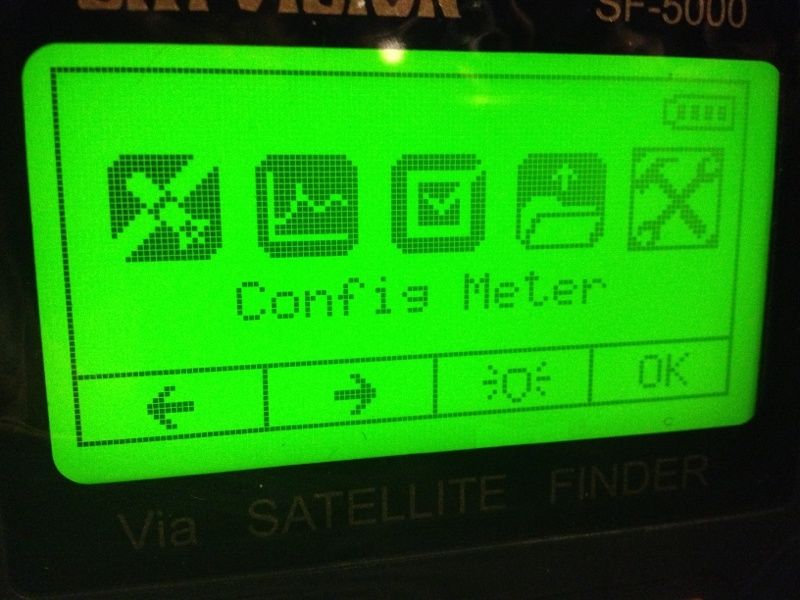 SF-5000
Config Meter
OK
Via SATELLITE FINDER